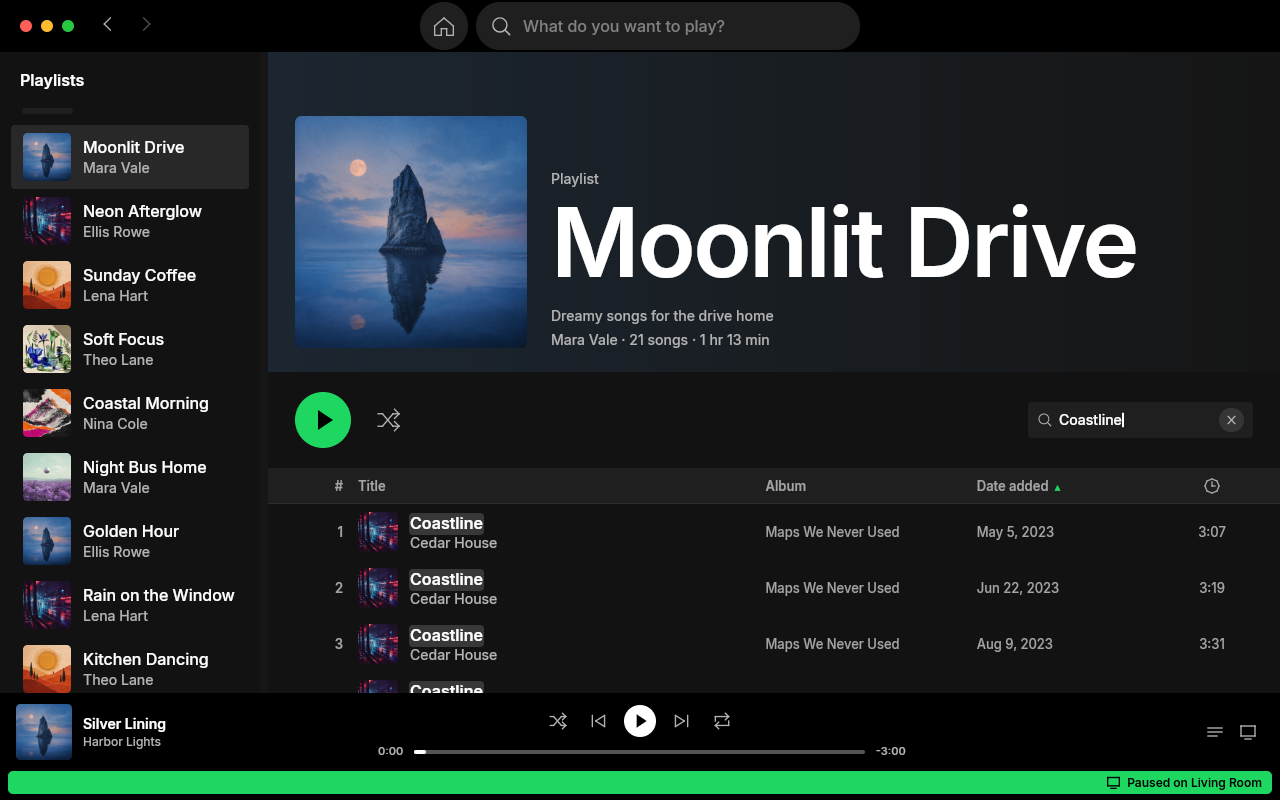 What do you want to play?
Playlists
Moonlit Drive
Mara Vale
Neon Afterglow
Ellis Rowe
Sunday Coffee
Lena Hart
Soft Focus
Theo Lane
Coastal Morning
Nina Cole
Night Bus Home
Mara Vale
Golden Hour
Ellis Rowe
Rain on the Window
Lena Hart
Kitchen Dancing
Theo Lane
Playlist
Moonlit Drive
Dreamy songs for the drive home
Mara Vale · 21 songs · 1 hr 13 min
Coastline
# Title Album Date added ▲
1 Coastline Maps We Never Used May 5, 2023 3:07
Cedar House
2 Coastline Maps We Never Used Jun 22, 2023 3:19
Cedar House
3 Coastline Maps We Never Used Aug 9, 2023 3:31
Cedar House
Coastline
Silver Lining
Harbor Lights
0:00 -3:00
Paused on Living Room